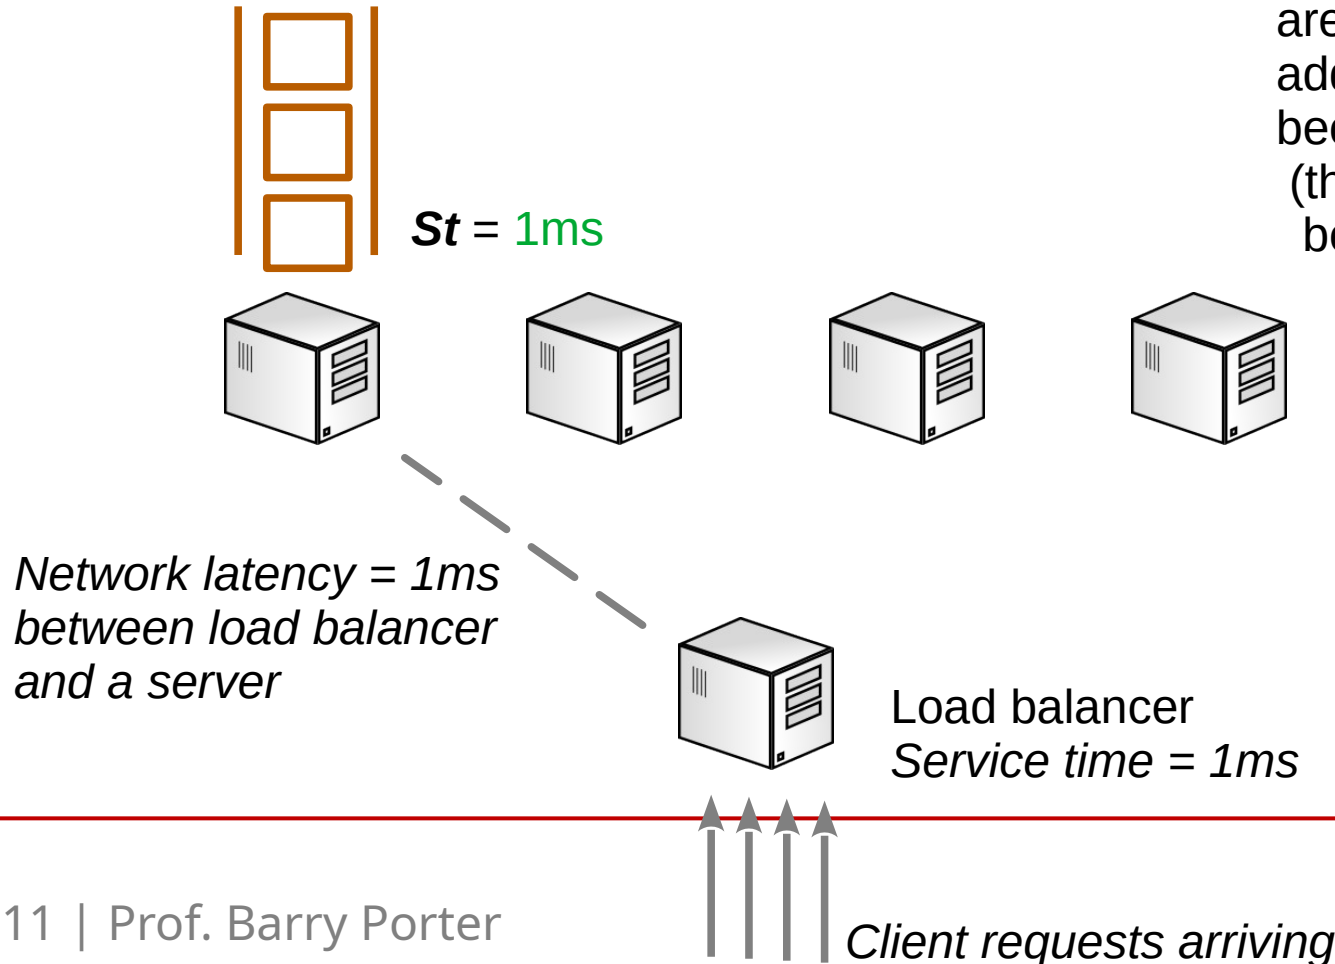 are
St = 1ms
Network latency = 1ms
between load balancer
and a server
Load balancer
Service time = 1ms
11 | Prof. Barry Porter
Client requests arriving